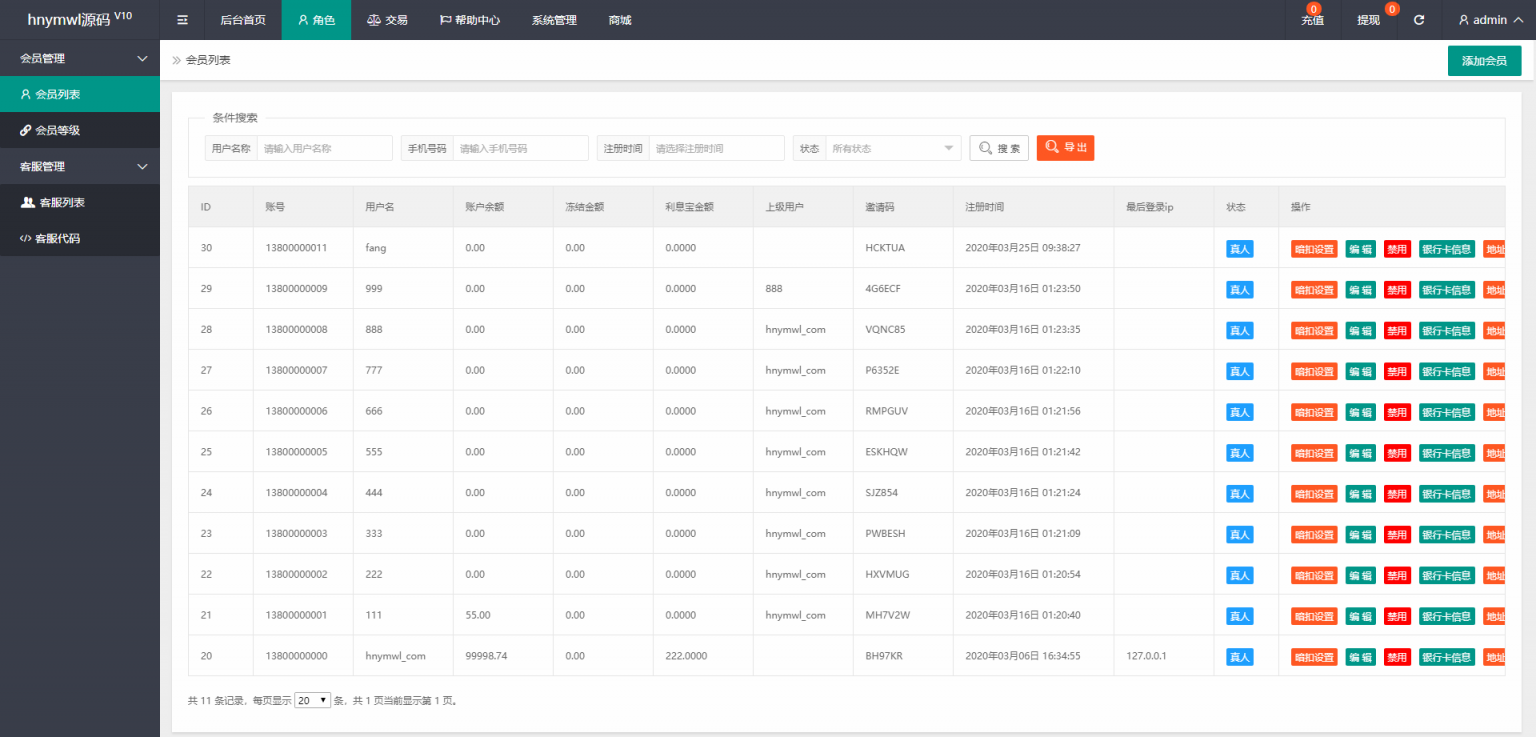 hnymwl源码 V10 后台首页 角色 交易 帮助中心 系统管理 商城 充值 0 提现 0 admin
会员管理
会员列表
会员等级
客服管理
客服列表
客服代码
会员列表 添加会员
条件搜索
用户名称 请输入用户名称 手机号码 请输入手机号码 注册时间 请选择注册时间 状态 所有状态 搜 索 导 出
ID 账号 用户名 账户余额 冻结金额 利息宝金额 上级用户 邀请码 注册时间 最后登录ip 状态 操作
30 13800000011 fang 0.00 0.00 0.0000 HCKTUA 2020年03月25日 09:38:27 真人 暗扣设置 编 辑 禁用 银行卡信息 地址
29 13800000009 999 0.00 0.00 0.0000 888 4G6ECF 2020年03月16日 01:23:50 真人 暗扣设置 编 辑 禁用 银行卡信息 地址
28 13800000008 888 0.00 0.00 0.0000 hnymwl_com VQNC85 2020年03月16日 01:23:35 真人 暗扣设置 编 辑 禁用 银行卡信息 地址
27 13800000007 777 0.00 0.00 0.0000 hnymwl_com P6352E 2020年03月16日 01:22:10 真人 暗扣设置 编 辑 禁用 银行卡信息 地址
26 13800000006 666 0.00 0.00 0.0000 hnymwl_com RMPGUV 2020年03月16日 01:21:56 真人 暗扣设置 编 辑 禁用 银行卡信息 地址
25 13800000005 555 0.00 0.00 0.0000 hnymwl_com ESKHQW 2020年03月16日 01:21:42 真人 暗扣设置 编 辑 禁用 银行卡信息 地址
24 13800000004 444 0.00 0.00 0.0000 hnymwl_com SJZ854 2020年03月16日 01:21:24 真人 暗扣设置 编 辑 禁用 银行卡信息 地址
23 13800000003 333 0.00 0.00 0.0000 hnymwl_com PWBESH 2020年03月16日 01:21:09 真人 暗扣设置 编 辑 禁用 银行卡信息 地址
22 13800000002 222 0.00 0.00 0.0000 hnymwl_com HXVMUG 2020年03月16日 01:20:54 真人 暗扣设置 编 辑 禁用 银行卡信息 地址
21 13800000001 111 55.00 0.00 0.0000 hnymwl_com MH7V2W 2020年03月16日 01:20:40 真人 暗扣设置 编 辑 禁用 银行卡信息 地址
20 13800000000 hnymwl_com 99998.74 0.00 222.0000 BH97KR 2020年03月06日 16:34:55 127.0.0.1 真人 暗扣设置 编 辑 禁用 银行卡信息 地址
共 11 条记录，每页显示 20 条，共 1 页当前显示第 1 页。